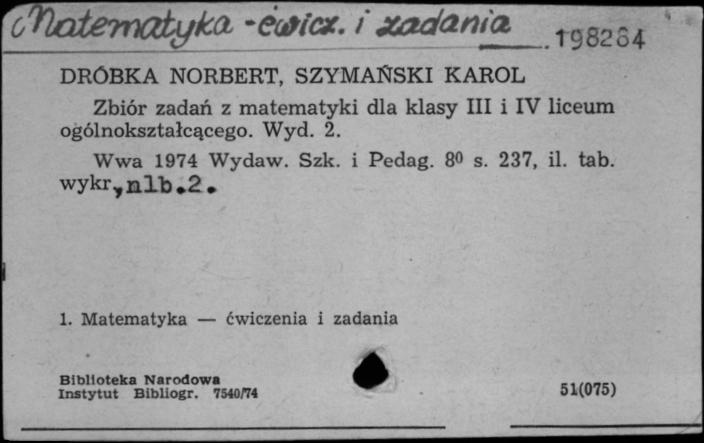 Matematyka - ćwicz. i zadania
198264
DRÓBKA NORBERT, SZYMAŃSKI KAROL
Zbiór zadań z matematyki dla klasy III i IV liceum
ogólnokształcącego. Wyd. 2.
Wwa 1974 Wydaw. Szk. i Pedag. 8º s. 237, il. tab.
wykr, nlb.2.
1. Matematyka — ćwiczenia i zadania
Biblioteka Narodowa
Instytut Bibliogr. 7540/74
51(075)